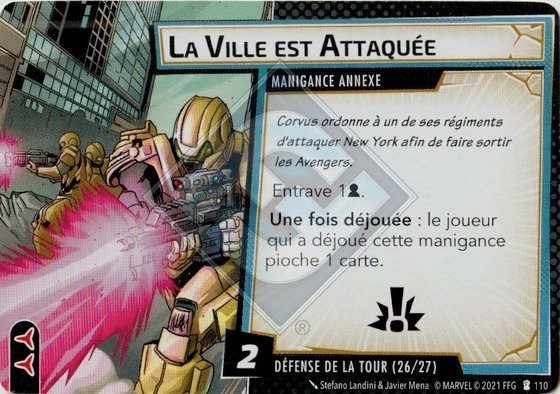 La Ville est Attaquée
MANIGANCE ANNEXE
Corvus ordonne à un de ses régiments
d'attaquer New York afin de faire sortir
les Avengers.
Entrave 1.
Une fois déjouée : le joueur
qui a déjoué cette manigance
pioche 1 carte.
®
2
DÉFENSE DE LA TOUR (26/27)
Stefano Landini & Javier Mena © MARVEL © 2021 FFG 110